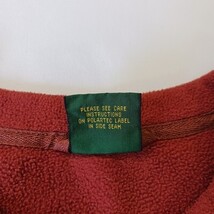 PLEASE SEE CARE
INSTRUCTIONS
ON POLARTEC LABEL
IN SIDE SEAM